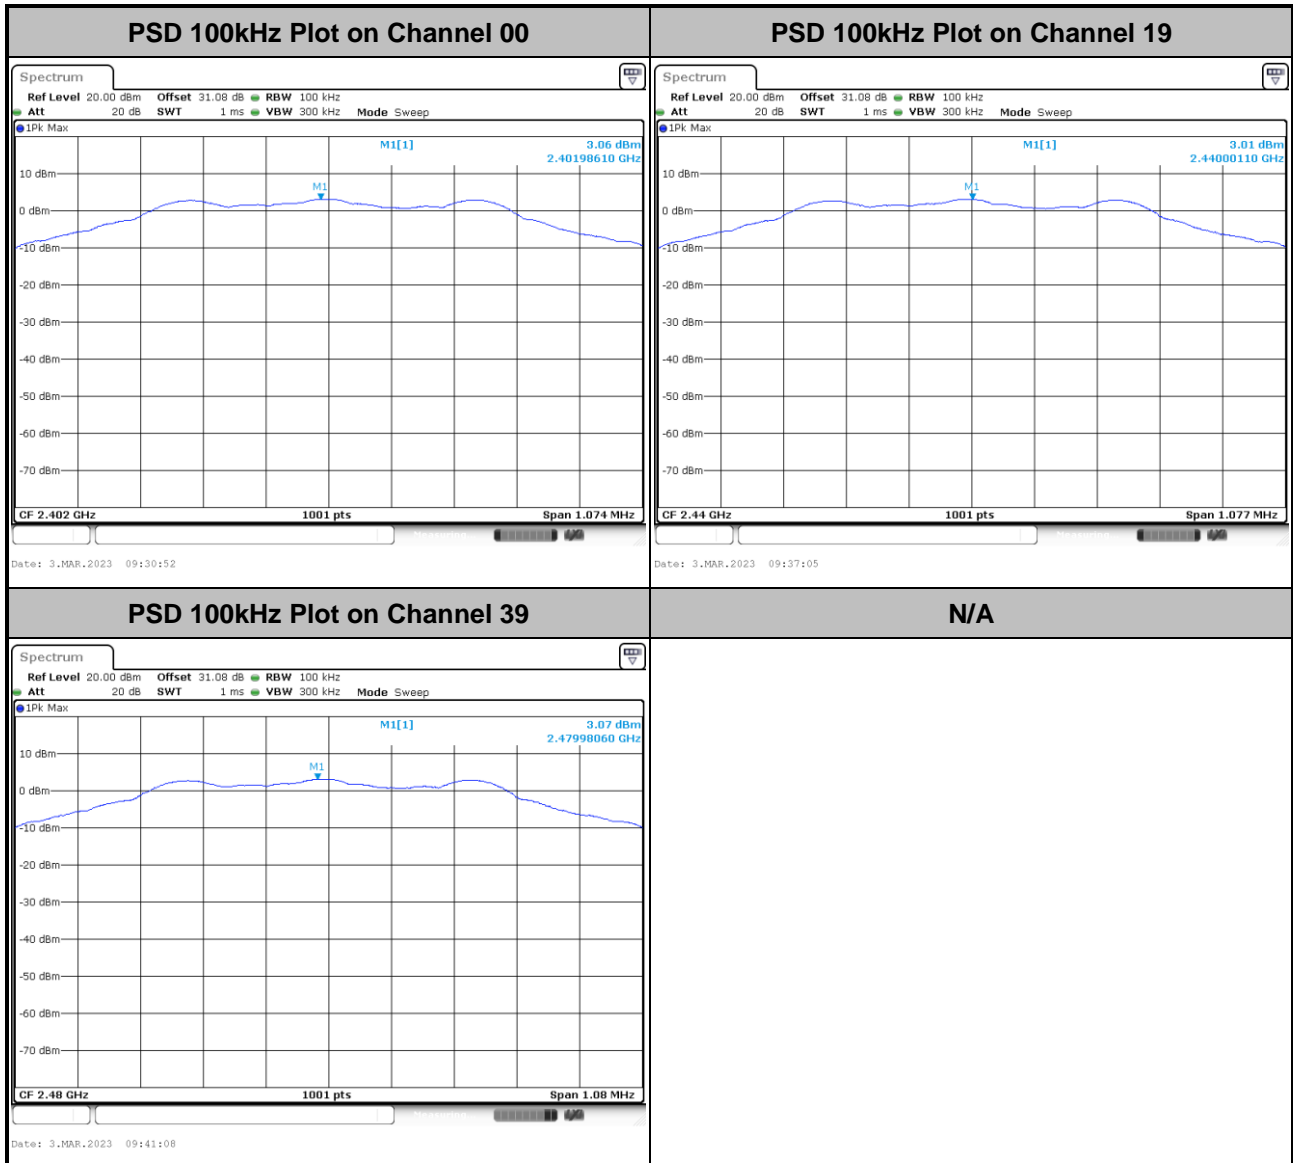 PSD 100kHz Plot on Channel 00
Spectrum
Ref Level 20.00 dBm Offset 31.08 dB RBW 100 kHz
Att 20 dB SWT 1 ms VBW 300 kHz Mode Sweep
1Pk Max
M1[1] 3.06 dBm
2.40198610 GHz
10 dBm
M1
0 dBm
-10 dBm
-20 dBm
-30 dBm
-40 dBm
-50 dBm
-60 dBm
-70 dBm
CF 2.402 GHz 1001 pts Span 1.074 MHz
Measuring...
Date: 3.MAR.2023 09:30:52
PSD 100kHz Plot on Channel 19
Spectrum
Ref Level 20.00 dBm Offset 31.08 dB RBW 100 kHz
Att 20 dB SWT 1 ms VBW 300 kHz Mode Sweep
1Pk Max
M1[1] 3.01 dBm
2.44000110 GHz
10 dBm
M1
0 dBm
-10 dBm
-20 dBm
-30 dBm
-40 dBm
-50 dBm
-60 dBm
-70 dBm
CF 2.44 GHz 1001 pts Span 1.077 MHz
Measuring...
Date: 3.MAR.2023 09:37:05
PSD 100kHz Plot on Channel 39
Spectrum
Ref Level 20.00 dBm Offset 31.08 dB RBW 100 kHz
Att 20 dB SWT 1 ms VBW 300 kHz Mode Sweep
1Pk Max
M1[1] 3.07 dBm
2.47998060 GHz
10 dBm
M1
0 dBm
-10 dBm
-20 dBm
-30 dBm
-40 dBm
-50 dBm
-60 dBm
-70 dBm
CF 2.48 GHz 1001 pts Span 1.08 MHz
Measuring...
Date: 3.MAR.2023 09:41:08
N/A